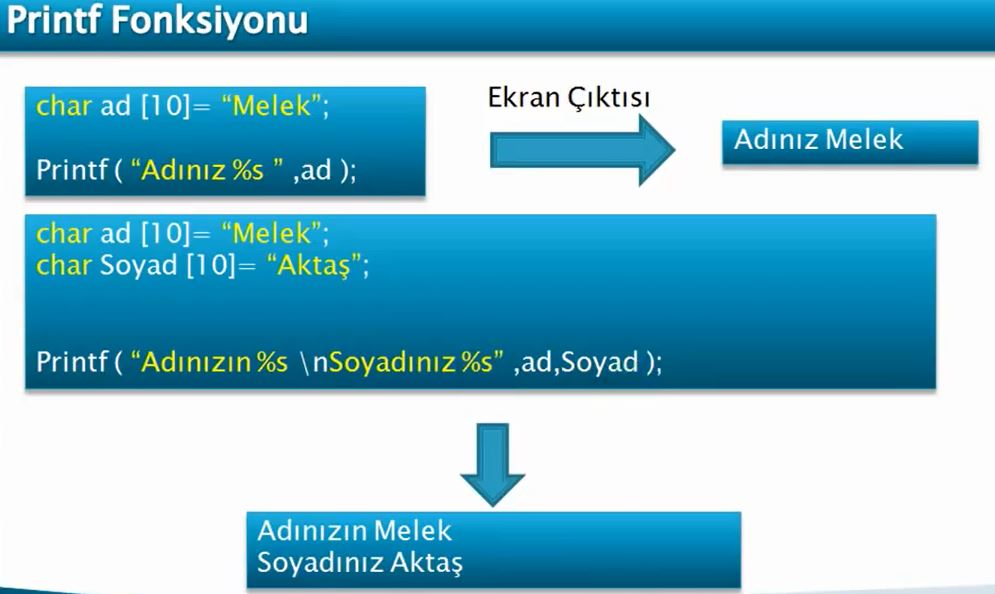 Printf Fonksiyonu
char ad [10]= “Melek”;
Printf ( “Adınız %s ” ,ad );
Ekran Çıktısı
Adınız Melek
char ad [10]= “Melek”;
char Soyad [10]= “Aktaş”;
Printf ( “Adınızın %s \nSoyadınız %s” ,ad,Soyad );
Adınızın Melek
Soyadınız Aktaş